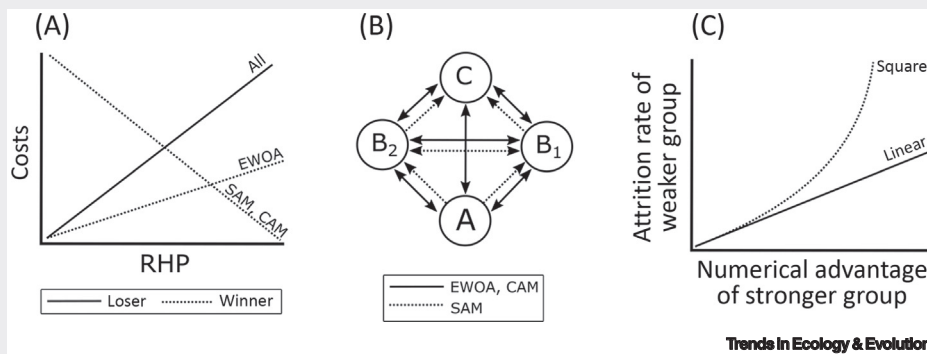 (A)
Costs
All
EWOA
SAM, CAM
RHP
Loser Winner
(B)
C
B2
B1
A
EWOA, CAM
SAM
(C)
Attrition rate of
weaker group
Square
Linear
Numerical advantage
of stronger group
Trends in Ecology & Evolution